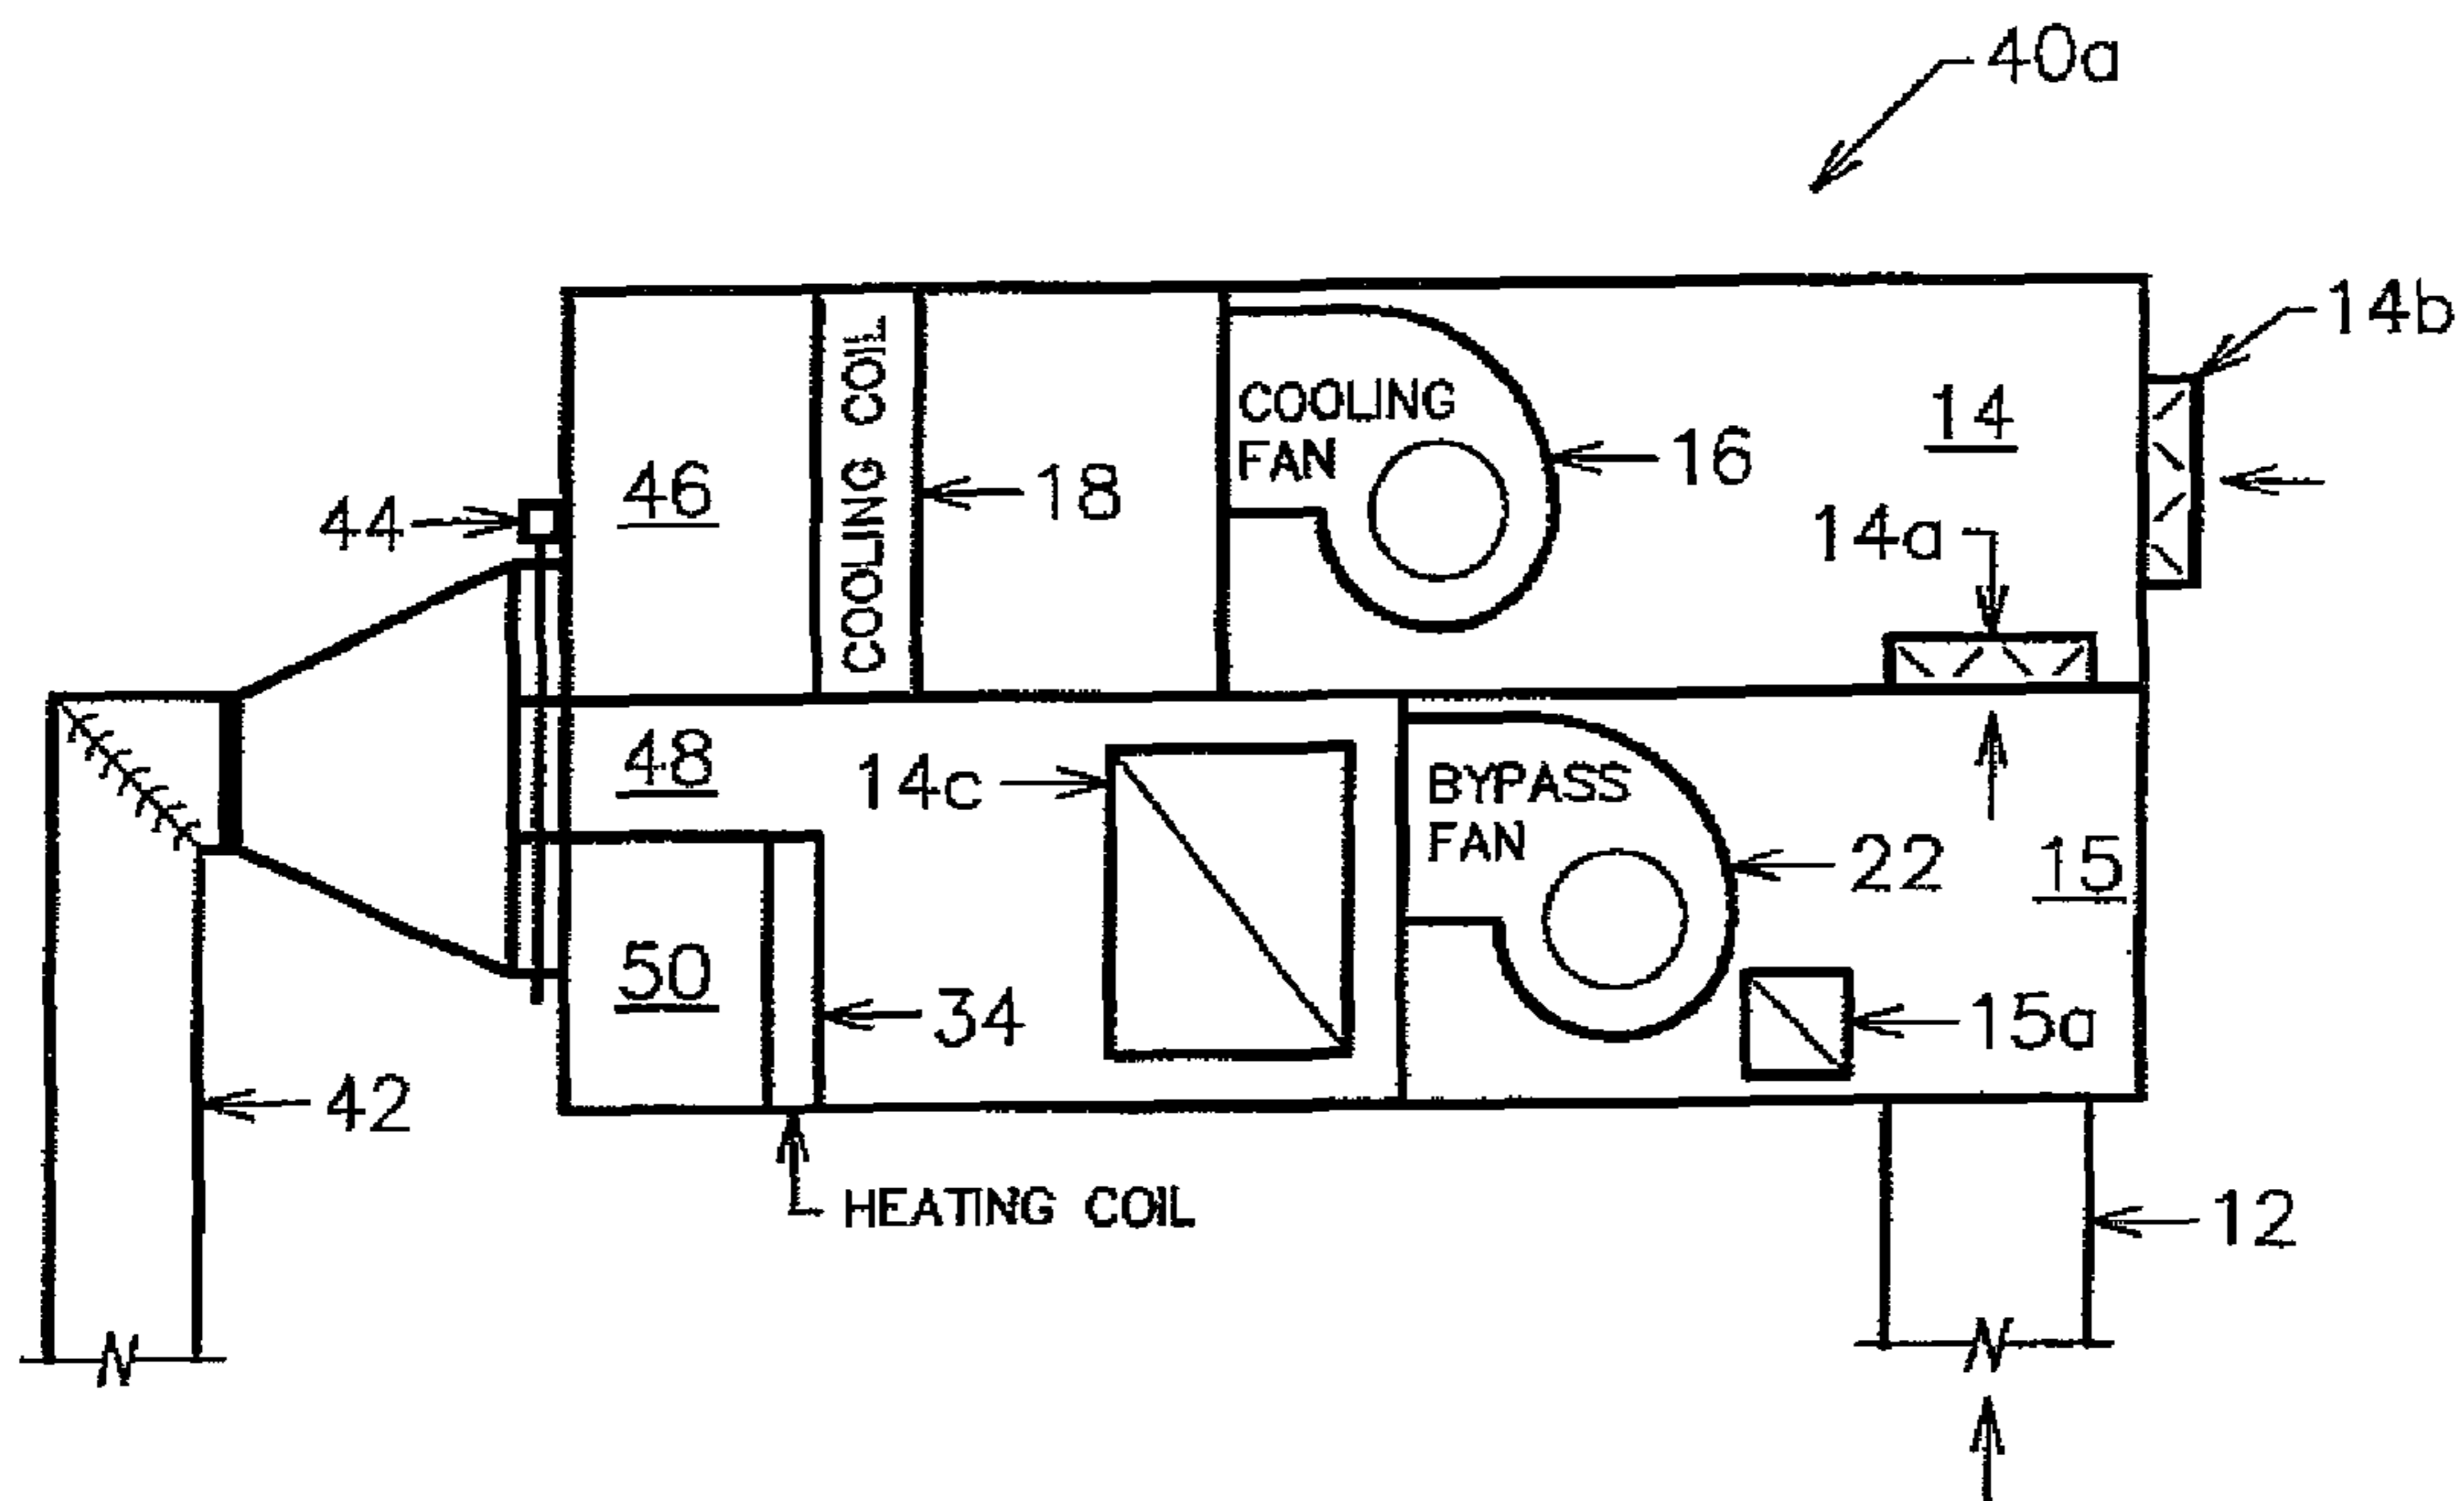 40a
14b
14
COOLING COIL
COOLING
FAN
16
46
18
44
14a
48
14c
BYPASS
FAN
22
15
50
34
15a
42
HEATING COIL
12